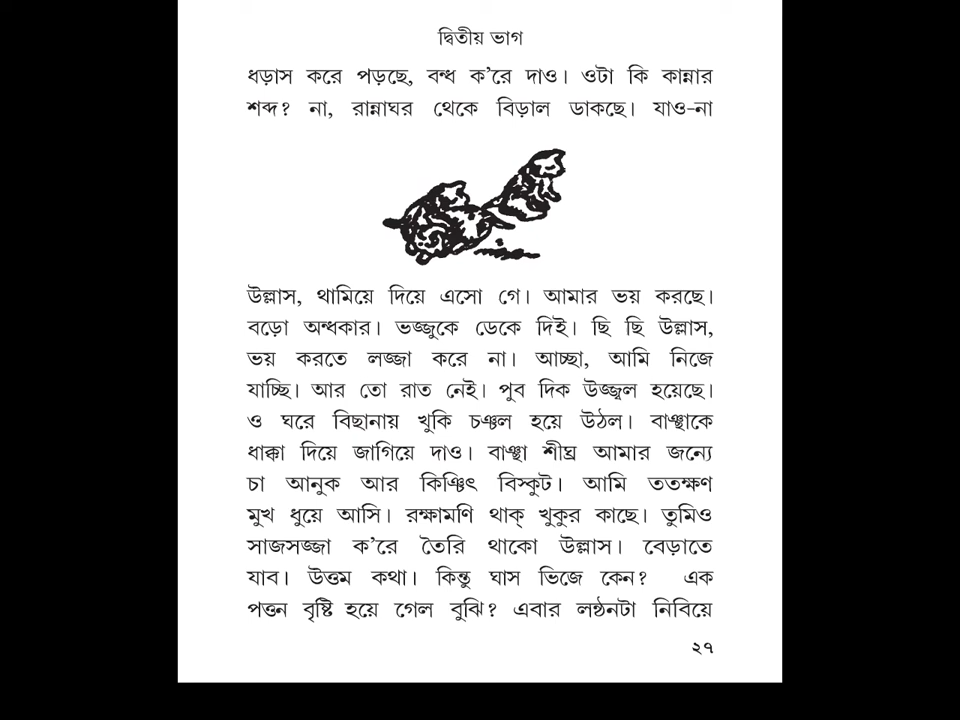 দ্বিতীয় ভাগ
ধড়াস করে পড়ছে, বন্ধ ক’রে দাও। ওটা কি কান্নার
শব্দ? না, রান্নাঘর থেকে বিড়াল ডাকছে। যাও-না
উল্লাস, থামিয়ে দিয়ে এসো গে। আমার ভয় করছে।
বড়ো অন্ধকার। ভজ্জুকে ডেকে দিই। ছি ছি উল্লাস,
ভয় করতে লজ্জা করে না। আচ্ছা, আমি নিজে
যাচ্ছি। আর তো রাত নেই। পুব দিক উজ্জ্বল হয়েছে।
ও ঘরে বিছানায় খুকি চঞ্চল হয়ে উঠল। বাঞ্ছাকে
ধাক্কা দিয়ে জাগিয়ে দাও। বাঞ্ছা শীঘ্র আমার জন্যে
চা আনুক আর কিঞ্চিৎ বিস্কুট। আমি ততক্ষণ
মুখ ধুয়ে আসি। রক্ষামণি থাক্ খুকুর কাছে। তুমিও
সাজসজ্জা ক’রে তৈরি থাকো উল্লাস। বেড়াতে
যাব। উত্তম কথা। কিন্তু ঘাস ভিজে কেন? এক
পত্তন বৃষ্টি হয়ে গেল বুঝি? এবার লণ্ঠনটা নিবিয়ে
২৭